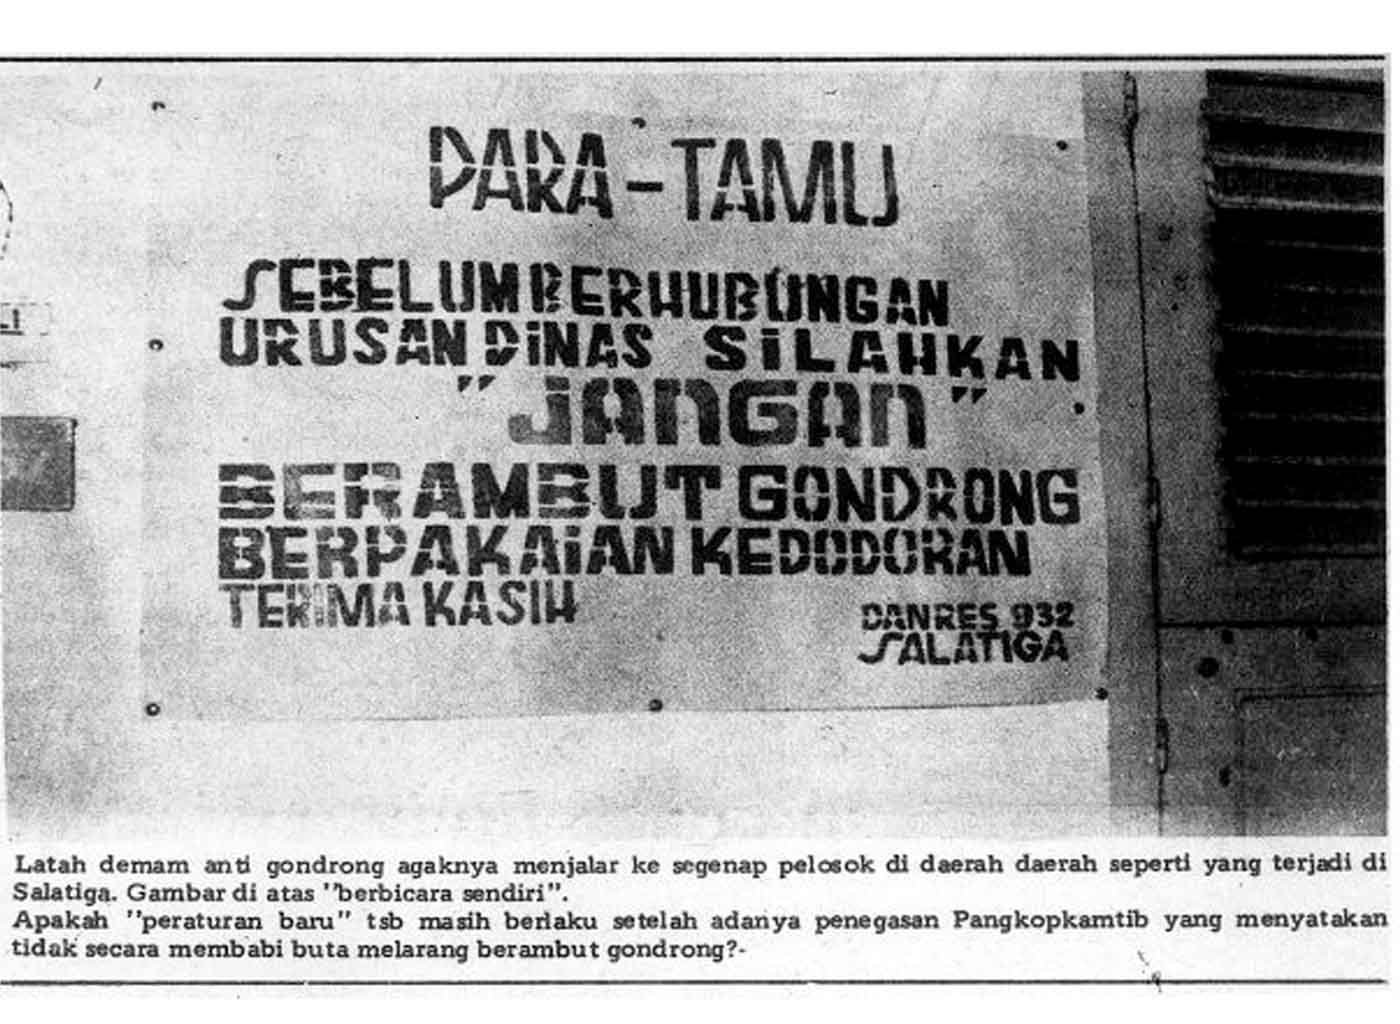 PARA-TAMU
SEBELUM BERHUBUNGAN
URUSAN DiNAS SiLAHKAN
"JANGAN"
BERAMBUT GONDRONG
BERPAKAiAN KEDODORAN
TERIMA KASIH
DANRES 932
SALATIGA
Latah demam anti gondrong agaknya menjalar ke segenap pelosok di daerah daerah seperti yang terjadi di
Salatiga. Gambar di atas "berbicara sendiri".
Apakah "peraturan baru" tsb masih berlaku setelah adanya penegasan Pangkopkamtib yang menyatakan
tidak secara membabi buta melarang berambut gondrong?-